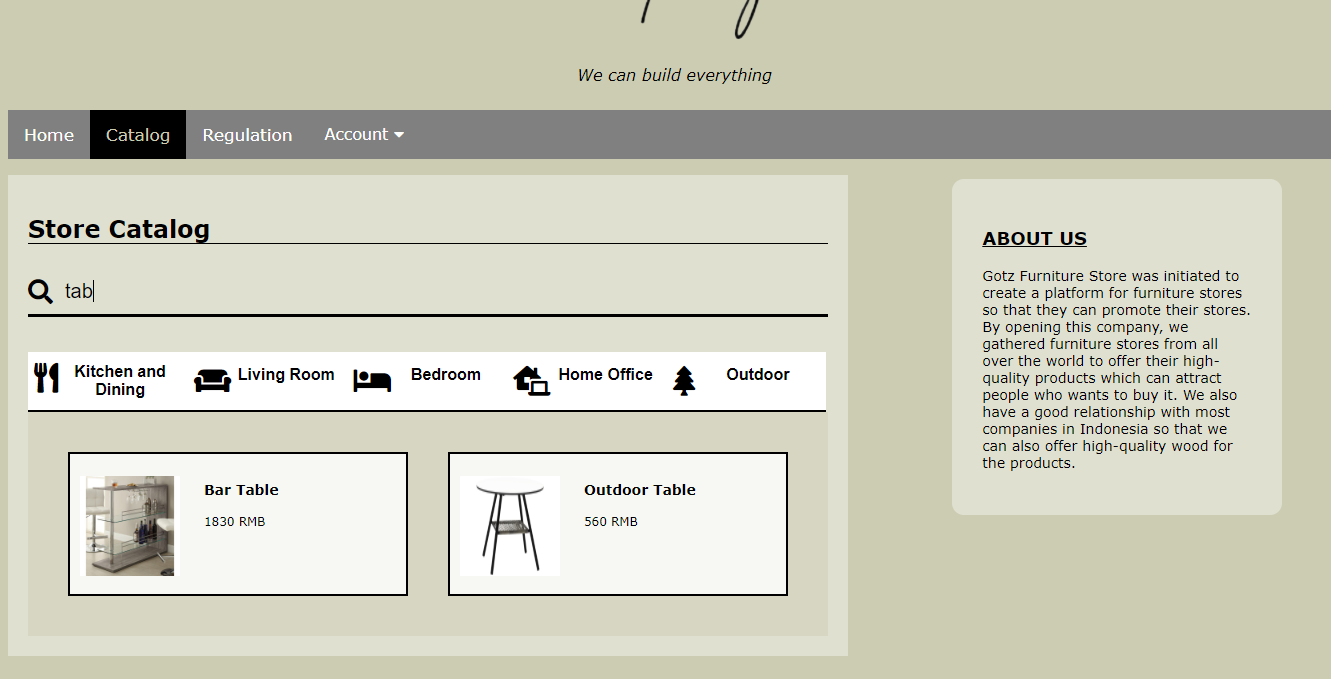 We can build everything
Home Catalog Regulation Account
Store Catalog
tab
Kitchen and
Dining
Living Room
Bedroom
Home Office
Outdoor
Bar Table
1830 RMB
Outdoor Table
560 RMB
ABOUT US
Gotz Furniture Store was initiated to
create a platform for furniture stores
so that they can promote their stores.
By opening this company, we
gathered furniture stores from all
over the world to offer their high-
quality products which can attract
people who wants to buy it. We also
have a good relationship with most
companies in Indonesia so that we
can also offer high-quality wood for
the products.